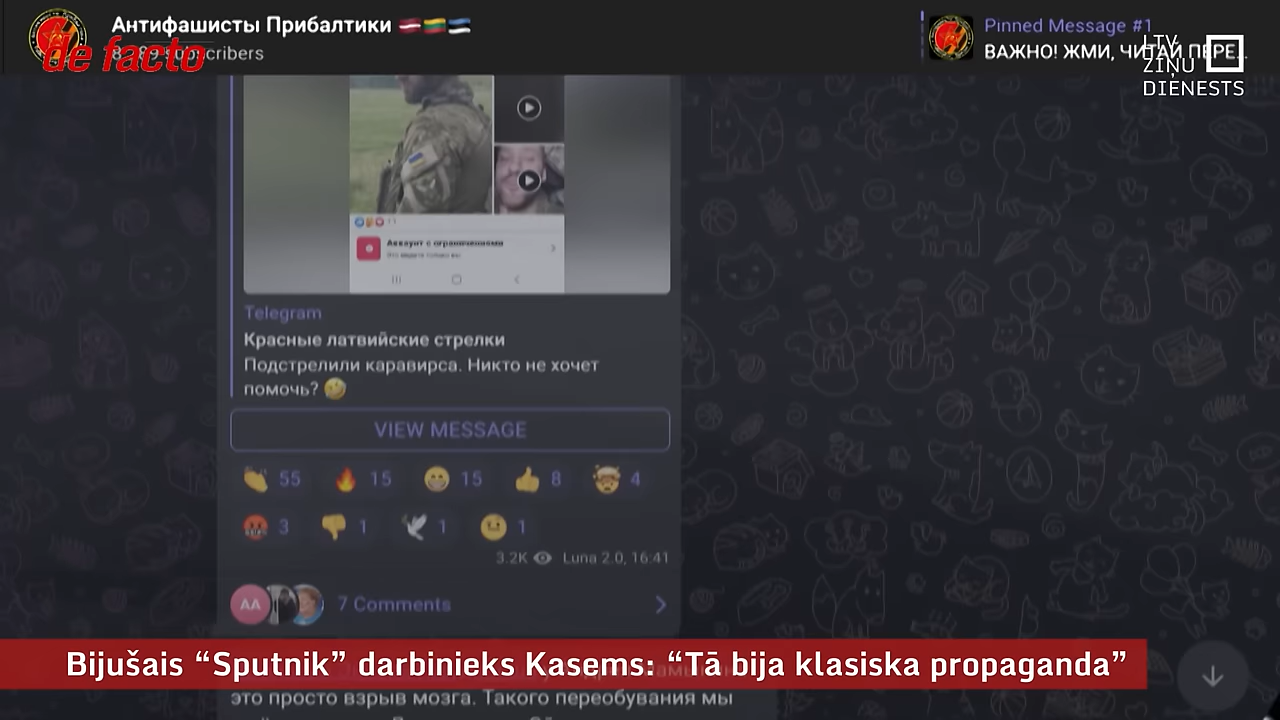 Антифашисты Прибалтики
de facto
subscribers
Pinned Message #1
ВАЖНО! ЖМИ, ЧИТАЙ ПЕРЕ...
LTV
ZIŅU
DIENESTS
Аккаунт с ограничениями
Telegram
Красные латвийские стрелки
Подстрелили каравирса. Никто не хочет
помочь?
VIEW MESSAGE
55 15 15 8 4
3 1 1 1
3.2K Luna 2.0, 16:41
AA 7 Comments
Bijušais “Sputnik” darbinieks Kasems: “Tā bija klasiska propaganda”
это просто взрыв мозга. Такого переобувания мы